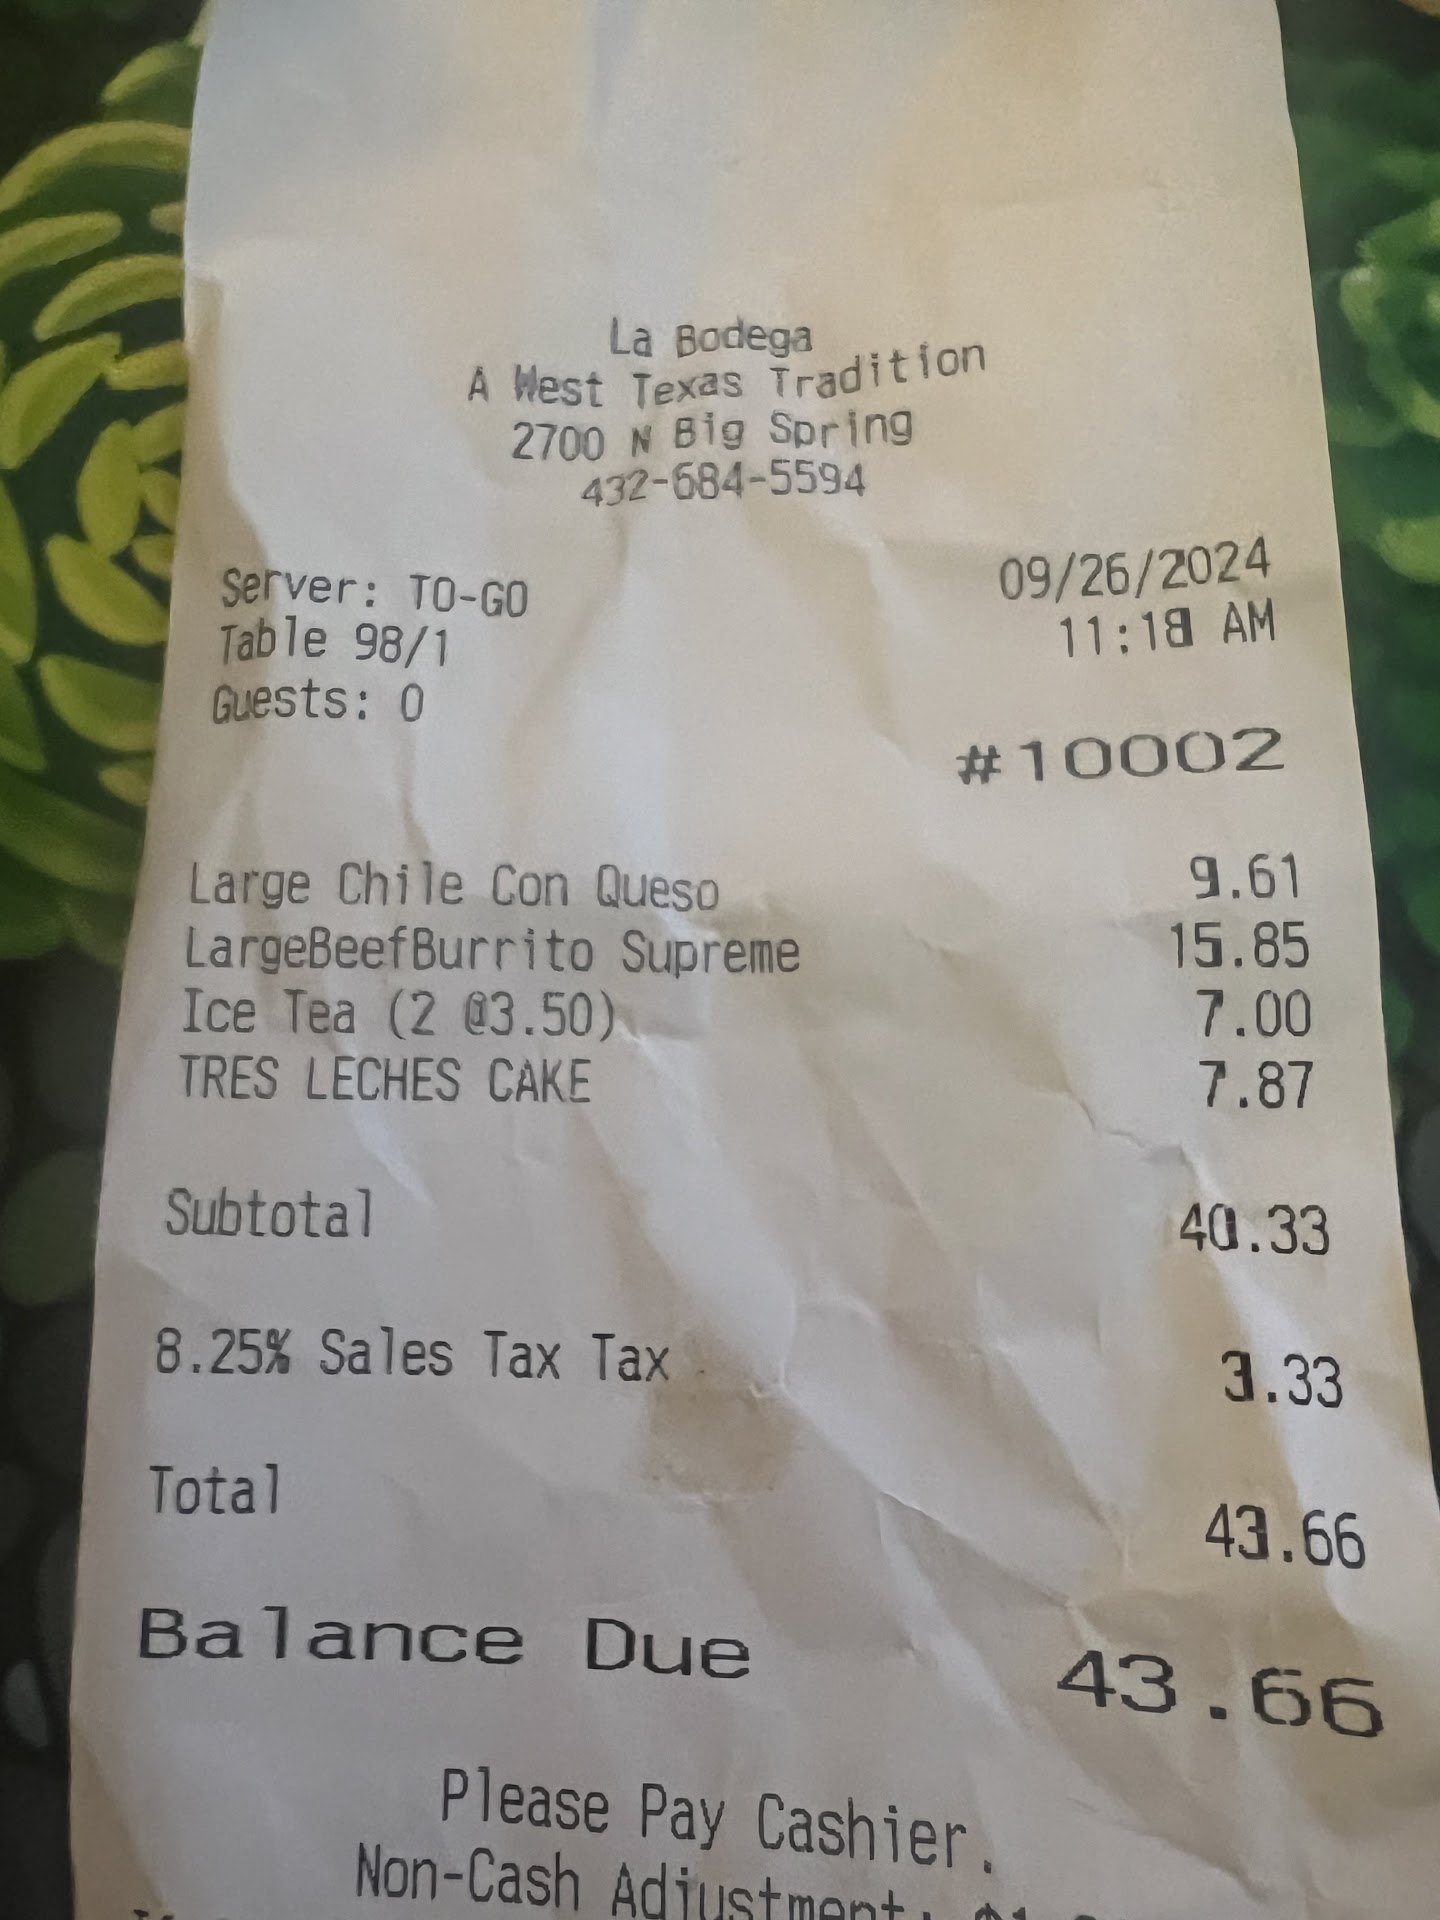 La Bodega
A West Texas Tradition
2700 N Big Spring
432-684-5594
Server: TO-GO 09/26/2024
Table 98/1 11:18 AM
Guests: 0
#10002
Large Chile Con Queso 9.61
LargeBeefBurrito Supreme 15.85
Ice Tea (2 @3.50) 7.00
TRES LECHES CAKE 7.87
Subtotal 40.33
8.25% Sales Tax Tax 3.33
Total 43.66
Balance Due 43.66
Please Pay Cashier.
Non-Cash Adjustment: